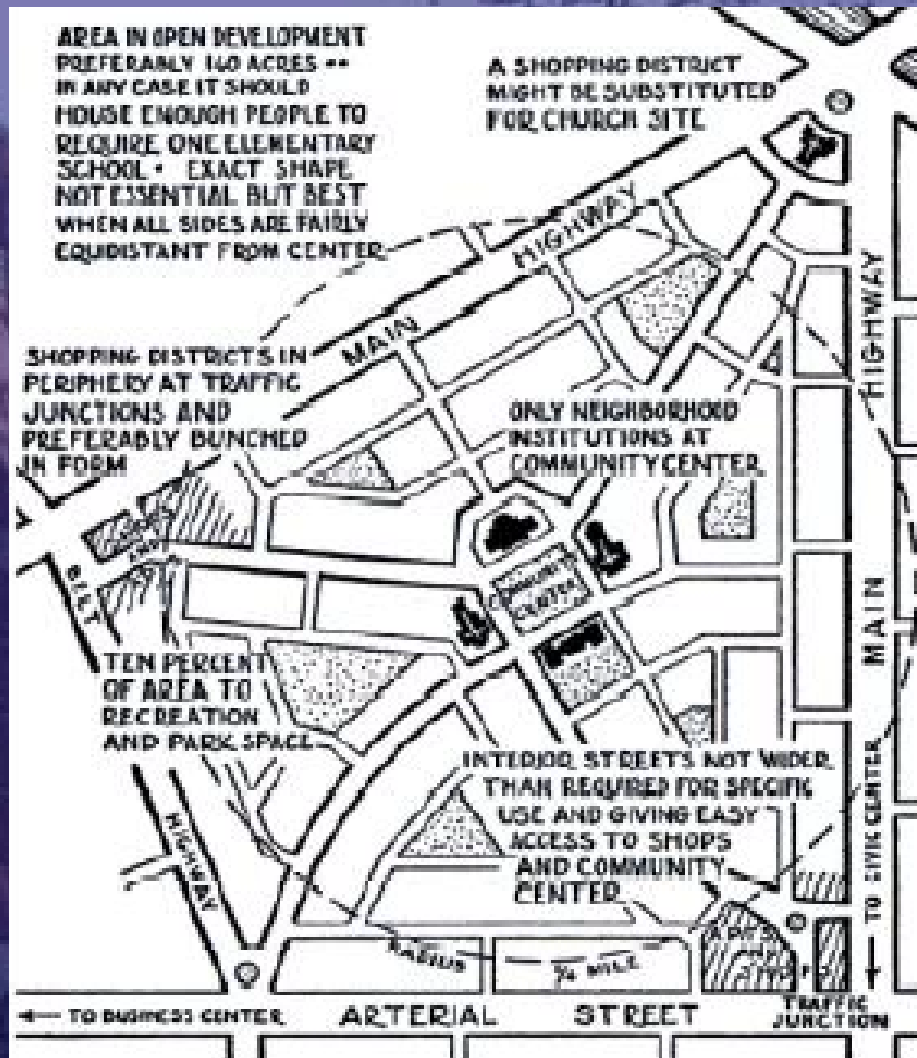 AREA IN OPEN DEVELOPMENT
PREFERABLY 160 ACRES --
IN ANY CASE IT SHOULD
HOUSE ENOUGH PEOPLE TO
REQUIRE ONE ELEMENTARY
SCHOOL • EXACT SHAPE
NOT ESSENTIAL BUT BEST
WHEN ALL SIDES ARE FAIRLY
EQUIDISTANT FROM CENTER
A SHOPPING DISTRICT
MIGHT BE SUBSTITUTED
FOR CHURCH SITE
MAIN HIGHWAY
SHOPPING DISTRICTS IN
PERIPHERY AT TRAFFIC
JUNCTIONS AND
PREFERABLY BUNCHED
IN FORM
ONLY NEIGHBORHOOD
INSTITUTIONS AT
COMMUNITY CENTER
MAIN HIGHWAY
COMMUNITY
CENTER
TEN PERCENT
OF AREA TO
RECREATION
AND PARK SPACE
INTERIOR STREETS NOT WIDER
THAN REQUIRED FOR SPECIFIC
USE AND GIVING EASY
ACCESS TO SHOPS
AND COMMUNITY
CENTER
HIGHWAY
TO CIVIC CENTER
RADIUS
MILE
TO BUSINESS CENTER
ARTERIAL STREET
TRAFFIC
JUNCTION